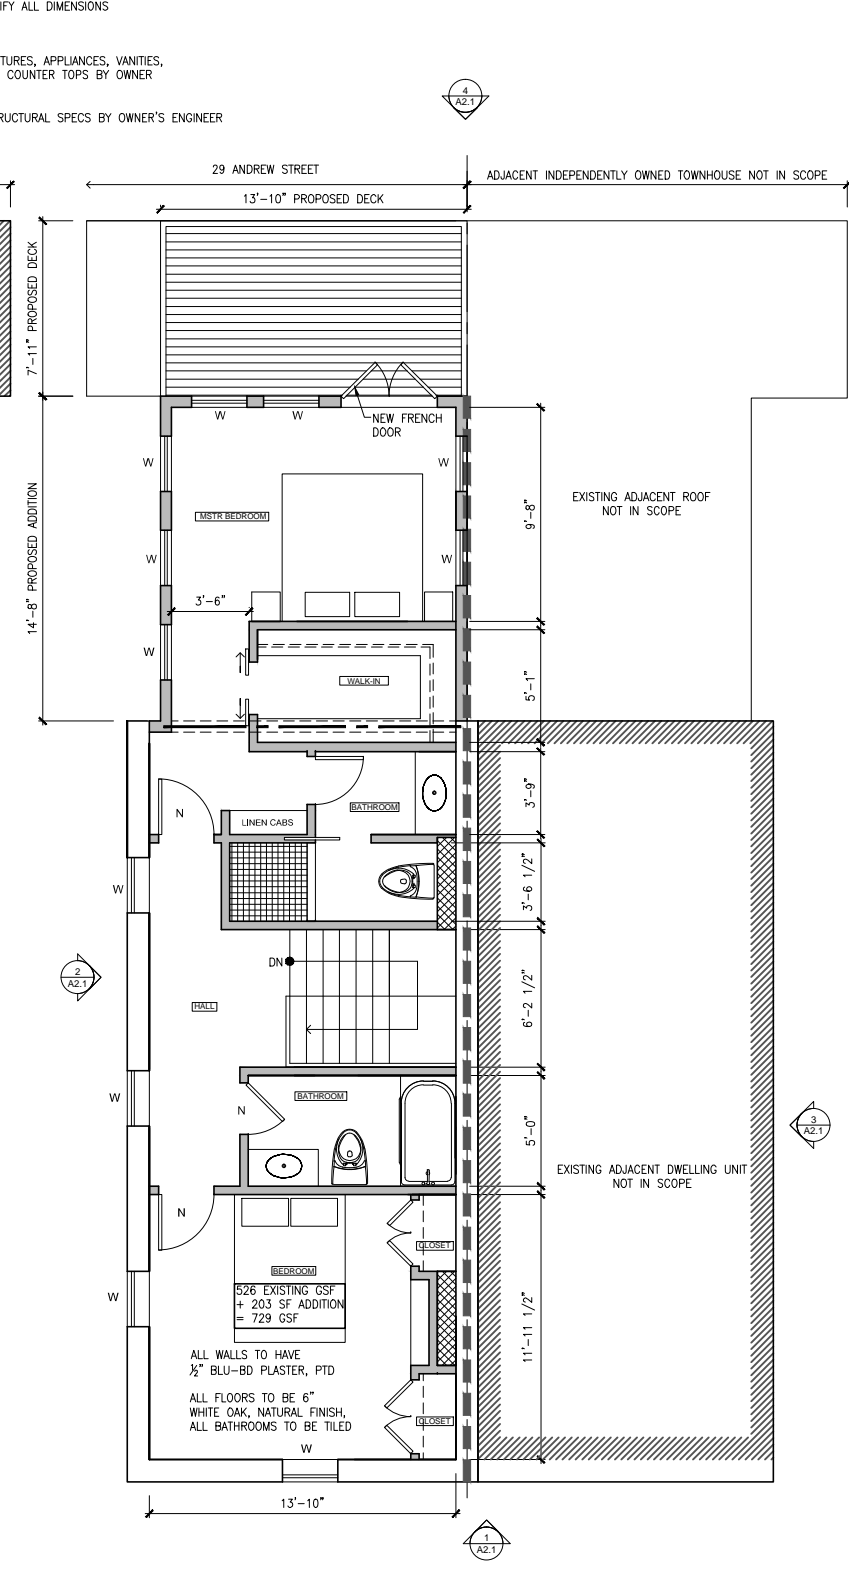 IFY ALL DIMENSIONS
TURES, APPLIANCES, VANITIES,
COUNTER TOPS BY OWNER
RUCTURAL SPECS BY OWNER'S ENGINEER
4
A2.1
29 ANDREW STREET
ADJACENT INDEPENDENTLY OWNED TOWNHOUSE NOT IN SCOPE
13'-10" PROPOSED DECK
7'-11" PROPOSED DECK
NEW FRENCH
DOOR
W
W
W
W
MSTR BEDROOM
EXISTING ADJACENT ROOF
NOT IN SCOPE
9'-8"
14'-8" PROPOSED ADDITION
W
W
3'-6"
W
WALK-IN
5'-1"
N
BATHROOM
3'-9"
LINEN CABS
W
3'-6 1/2"
DN
2
A2.1
HALL
6'-2 1/2"
W
N
BATHROOM
3
A2.1
5'-0"
EXISTING ADJACENT DWELLING UNIT
NOT IN SCOPE
N
CLOSET
BEDROOM
526 EXISTING GSF
+ 203 SF ADDITION
= 729 GSF
W
11'-11 1/2"
ALL WALLS TO HAVE
½" BLU-BD PLASTER, PTD
ALL FLOORS TO BE 6"
WHITE OAK, NATURAL FINISH,
ALL BATHROOMS TO BE TILED
CLOSET
W
13'-10"
1
A2.1